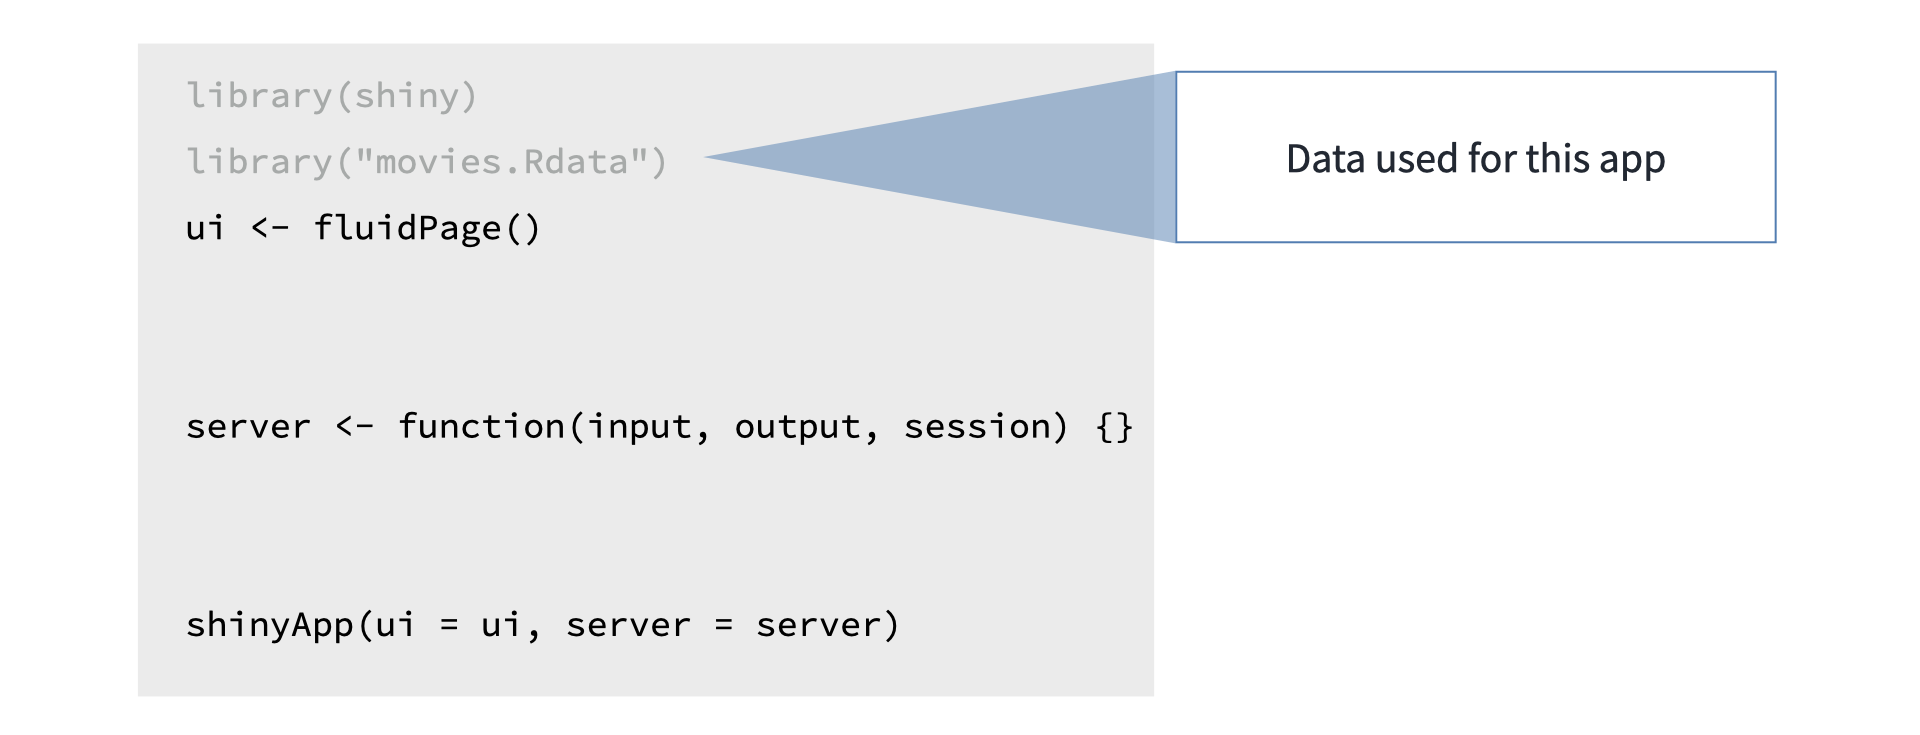 library(shiny)
library("movies.Rdata")
ui <- fluidPage()
server <- function(input, output, session) {}
shinyApp(ui = ui, server = server)
Data used for this app